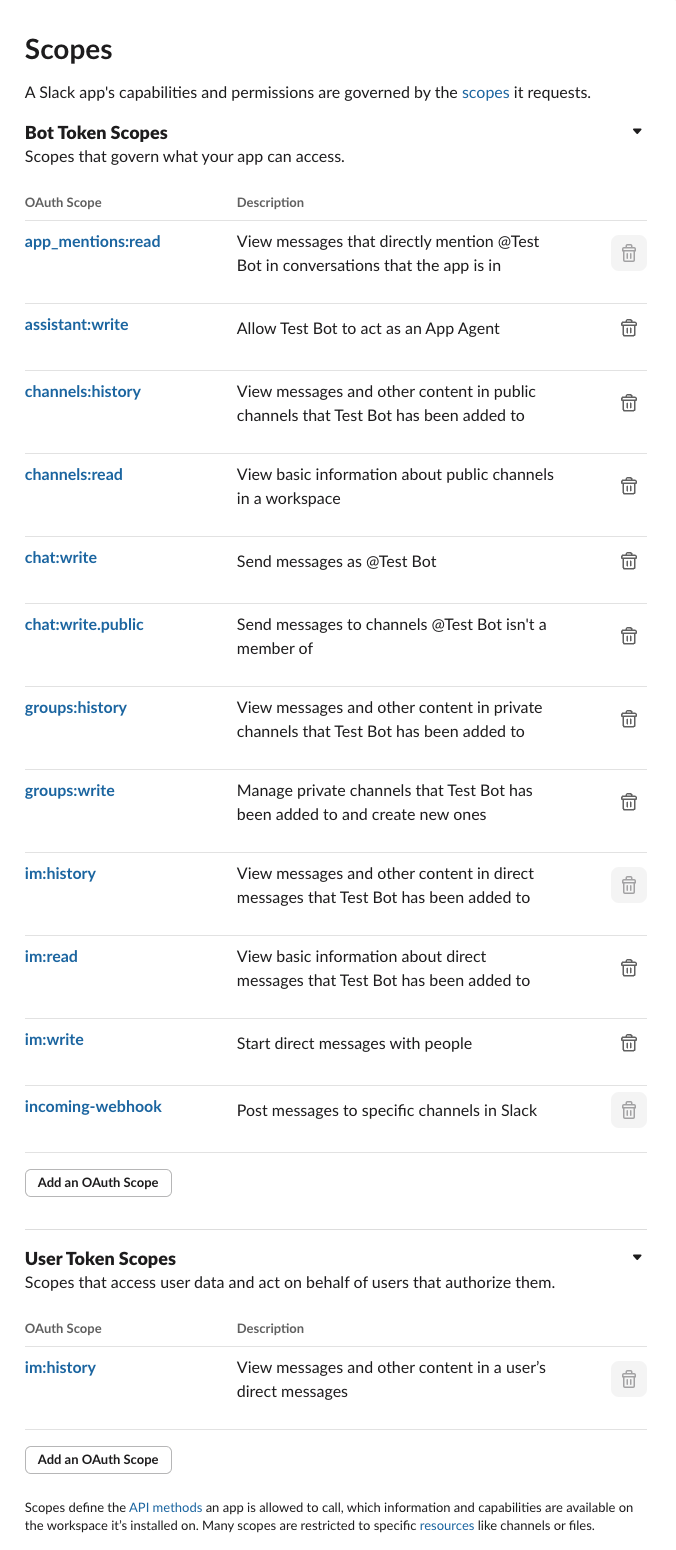 Scopes
A Slack app's capabilities and permissions are governed by the scopes it requests.
Bot Token Scopes
Scopes that govern what your app can access.
OAuth Scope Description
app_mentions:read View messages that directly mention @Test
Bot in conversations that the app is in
assistant:write Allow Test Bot to act as an App Agent
channels:history View messages and other content in public
channels that Test Bot has been added to
channels:read View basic information about public channels
in a workspace
chat:write Send messages as @Test Bot
chat:write.public Send messages to channels @Test Bot isn't a
member of
groups:history View messages and other content in private
channels that Test Bot has been added to
groups:write Manage private channels that Test Bot has
been added to and create new ones
im:history View messages and other content in direct
messages that Test Bot has been added to
im:read View basic information about direct
messages that Test Bot has been added to
im:write Start direct messages with people
incoming-webhook Post messages to specific channels in Slack
Add an OAuth Scope
User Token Scopes
Scopes that access user data and act on behalf of users that authorize them.
OAuth Scope Description
im:history View messages and other content in a user’s
direct messages
Add an OAuth Scope
Scopes define the API methods an app is allowed to call, which information and capabilities are available on
the workspace it’s installed on. Many scopes are restricted to specific resources like channels or files.